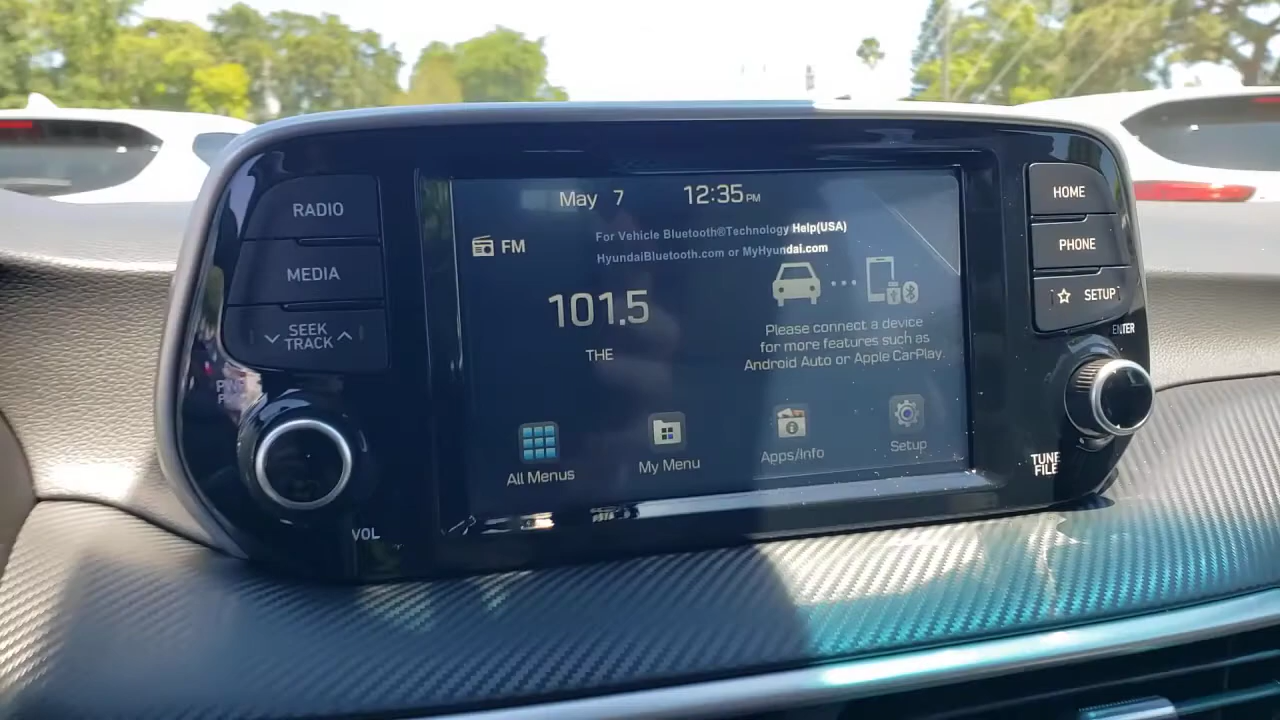 RADIO
MEDIA
SEEK
TRACK
VOL
May 7
12:35 PM
FM
For Vehicle Bluetooth®Technology Help(USA)
HyundaiBluetooth.com or MyHyundai.com
101.5
THE
Please connect a device
for more features such as
Android Auto or Apple CarPlay.
All Menus
My Menu
Apps/Info
Setup
HOME
PHONE
☆ SETUP
ENTER
TUNE
FILE